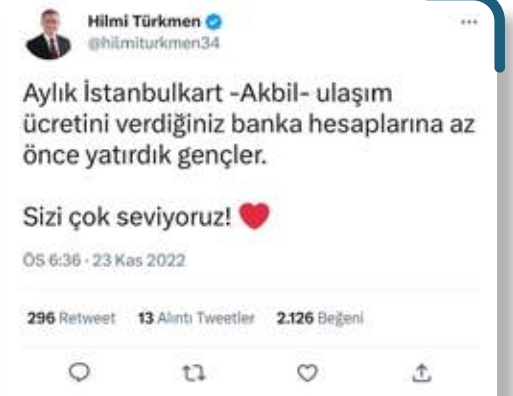 Hilmi Türkmen
@hilmiturkmen34
Aylık İstanbulkart -Akbil- ulaşım
ücretini verdiğiniz banka hesaplarına az
önce yatırdık gençler.
Sizi çok seviyoruz! ❤️
ÖS 6:36 · 23 Kas 2022
296 Retweet 13 Alıntı Tweetler 2.126 Beğeni